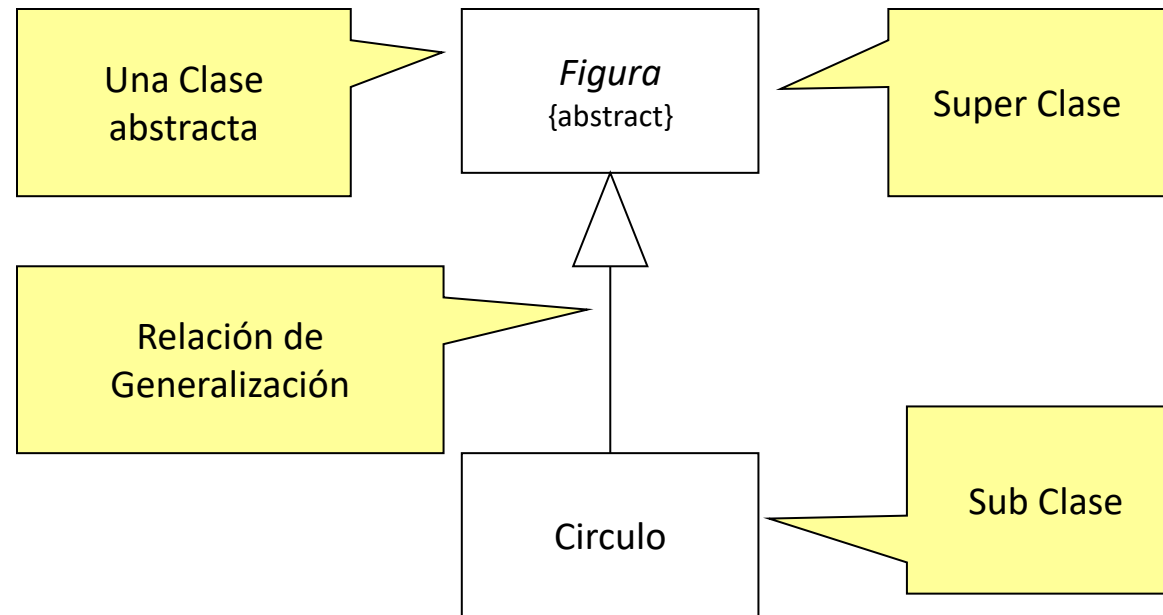 Una Clase
abstracta
Figura
{abstract}
Super Clase
Relación de
Generalización
Sub Clase
Circulo